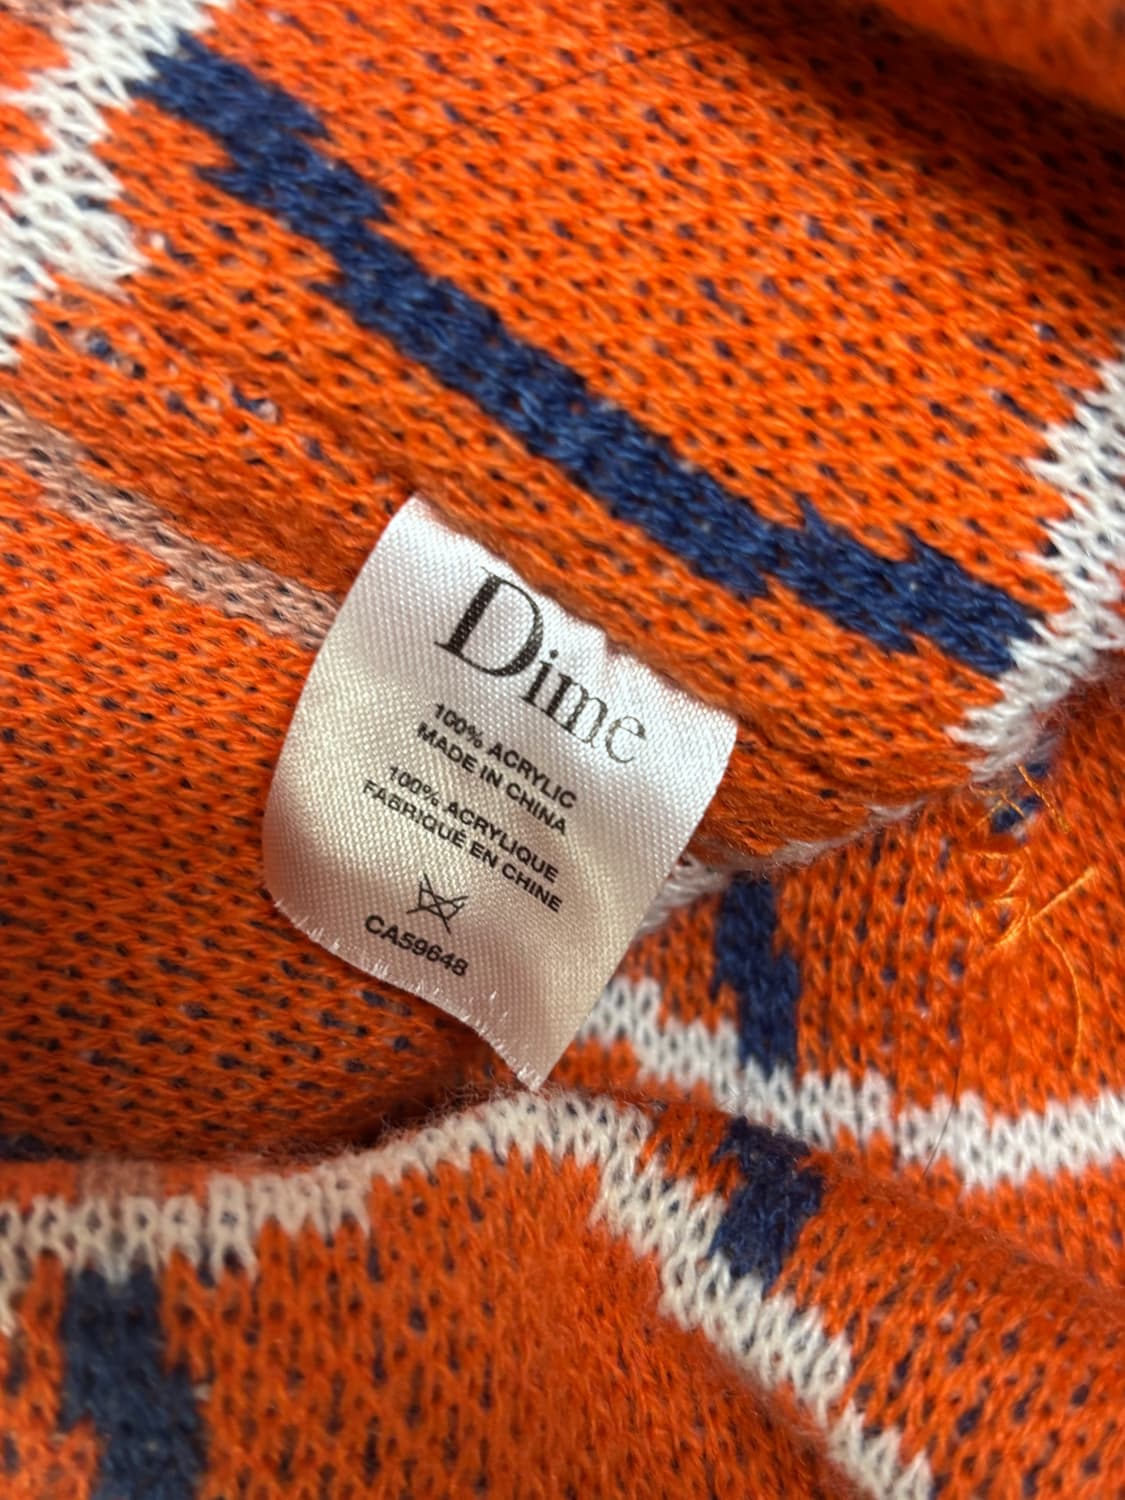 Dime
100% ACRYLIC
MADE IN CHINA
100% ACRYLIQUE
FABRIQUÉ EN CHINE
CA59648